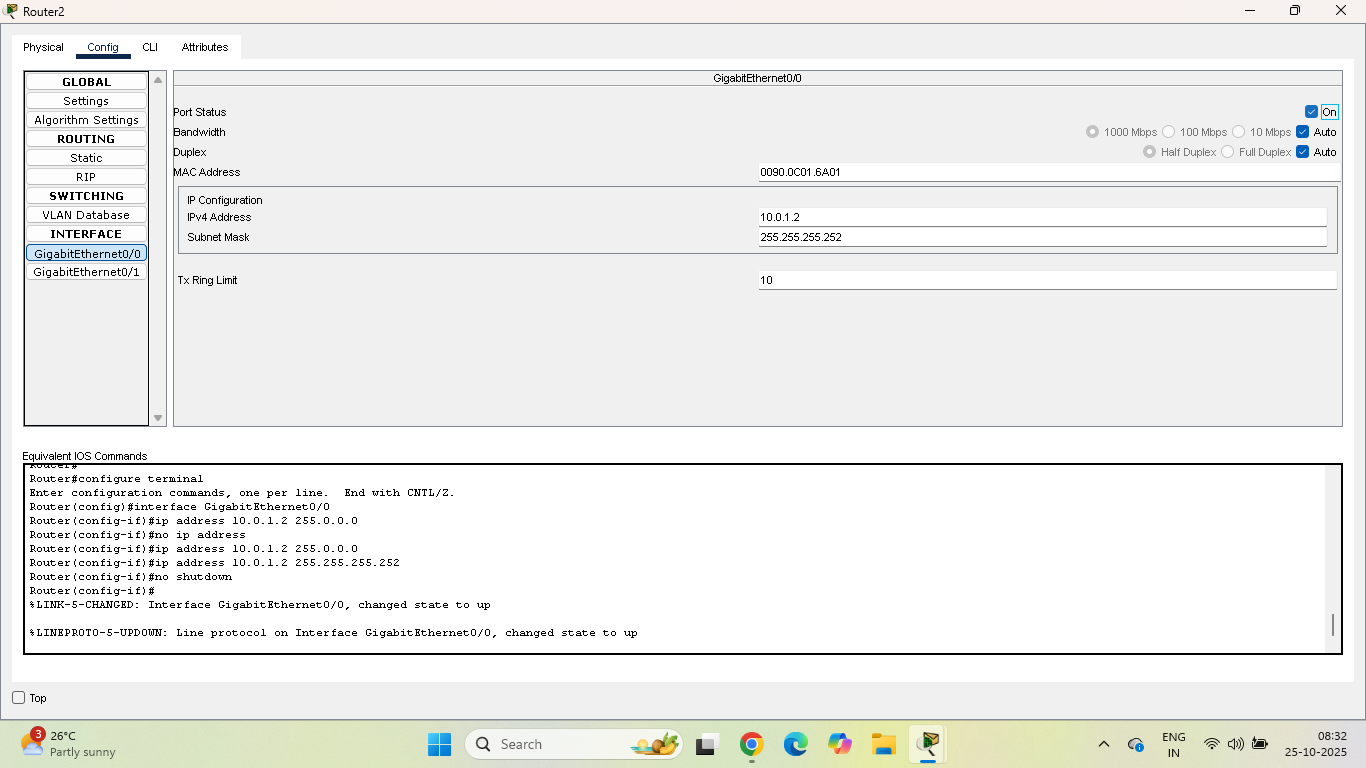 Router2
Physical Config CLI Attributes
GLOBAL
Settings
Algorithm Settings
ROUTING
Static
RIP
SWITCHING
VLAN Database
INTERFACE
GigabitEthernet0/0
GigabitEthernet0/1
GigabitEthernet0/0
Port Status On
Bandwidth 1000 Mbps 100 Mbps 10 Mbps Auto
Duplex Half Duplex Full Duplex Auto
MAC Address 0090.0C01.6A01
IP Configuration
IPv4 Address 10.0.1.2
Subnet Mask 255.255.255.252
Tx Ring Limit 10
Equivalent IOS Commands
Router#
Router#configure terminal
Enter configuration commands, one per line. End with CNTL/Z.
Router(config)#interface GigabitEthernet0/0
Router(config-if)#ip address 10.0.1.2 255.0.0.0
Router(config-if)#no ip address
Router(config-if)#ip address 10.0.1.2 255.0.0.0
Router(config-if)#ip address 10.0.1.2 255.255.255.252
Router(config-if)#no shutdown
Router(config-if)#
%LINK-5-CHANGED: Interface GigabitEthernet0/0, changed state to up
%LINEPROTO-5-UPDOWN: Line protocol on Interface GigabitEthernet0/0, changed state to up
Top
3
26°C
Partly sunny
Search
ENG
IN
08:32
25-10-2025